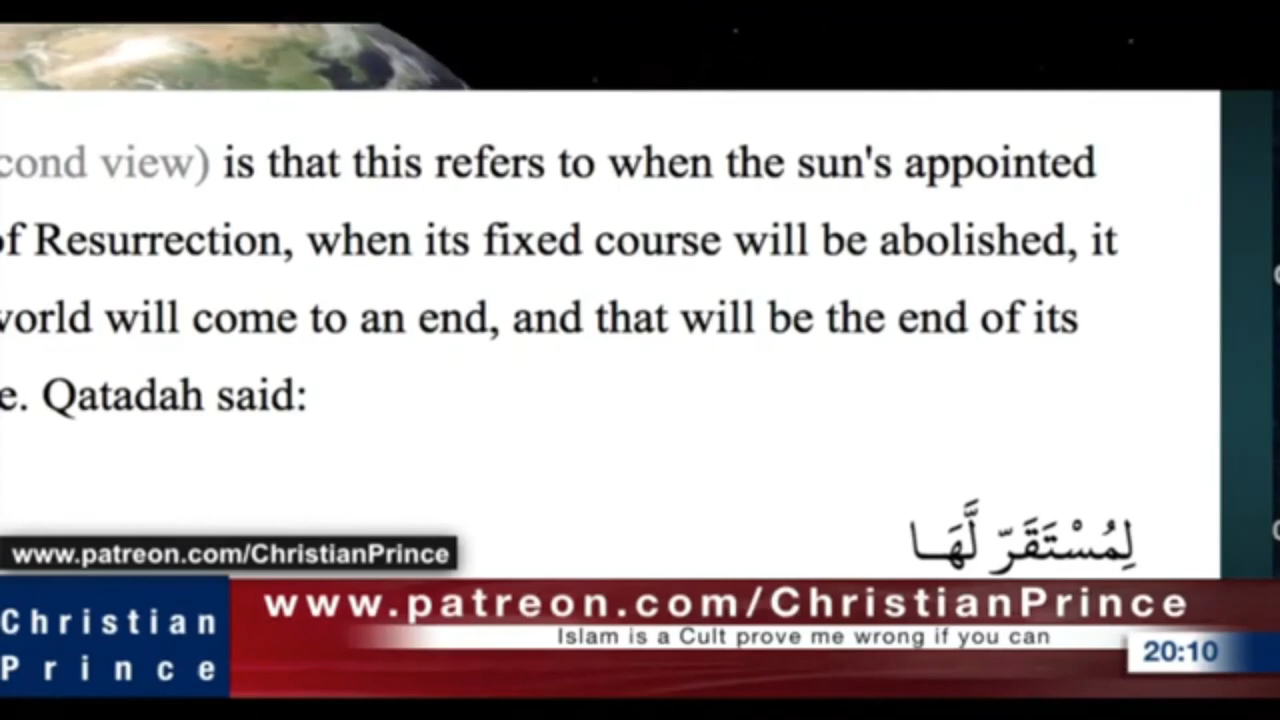 cond view) is that this refers to when the sun's appointed
of Resurrection, when its fixed course will be abolished, it
world will come to an end, and that will be the end of its
e. Qatadah said:
لِمُسْتَقَرّ لَّهَـا
www.patreon.com/ChristianPrince
www.patreon.com/ChristianPrince
Christian
Prince
Islam is a Cult prove me wrong if you can
20:10